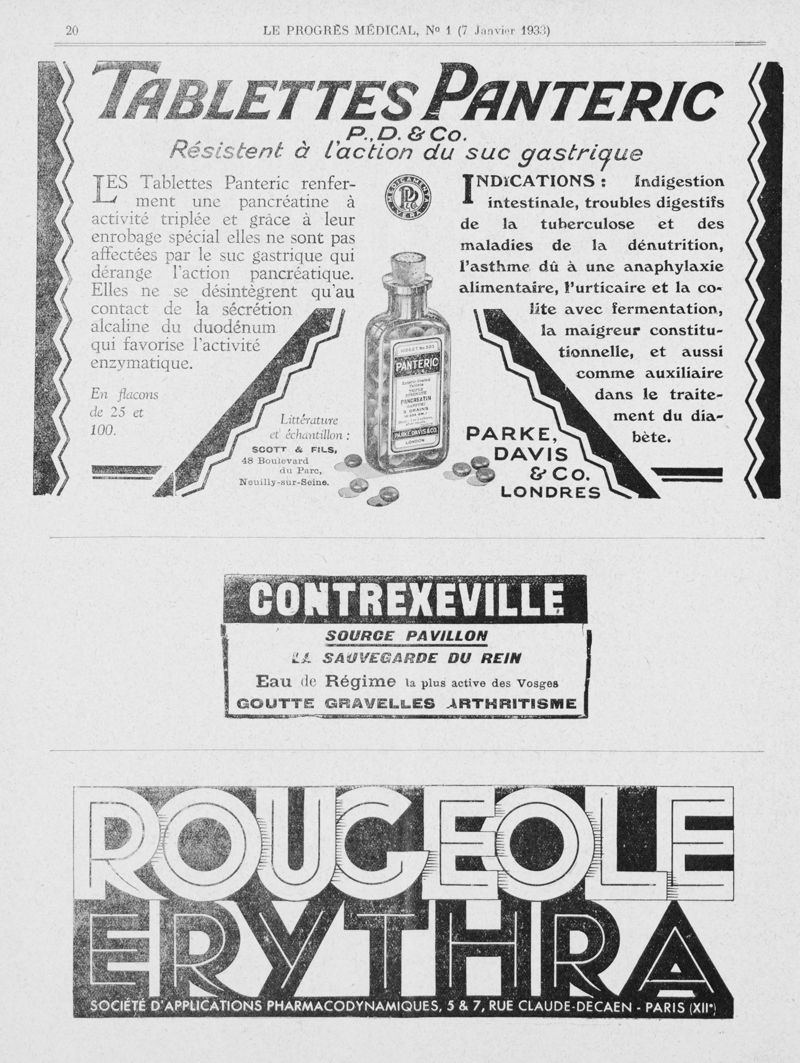 20
LE PROGRÈS MÉDICAL, No 1 (7 Janvier 1933)
TABLETTES PANTERIC
P., D. & Co.
Résistent à l'action du suc gastrique
LES Tablettes Panteric renfer-
ment une pancréatine à
activité triplée et grâce à leur
enrobage spécial elles ne sont pas
affectées par le suc gastrique qui
dérange l'action pancréatique.
Elles ne se désintègrent qu'au
contact de la sécrétion
alcaline du duodénum
qui favorise l'activité
enzymatique.
En flacons
de 25 et
100.
Littérature
et échantillon :
SCOTT & FILS,
48 Boulevard
du Parc,
Neuilly-sur-Seine.
MEDICAMENTA
VERA
PANTERIC
PANCREATIN
5 GRAINS
PARKE, DAVIS & CO.
LONDON
INDICATIONS : Indigestion
intestinale, troubles digestifs
de la tuberculose et des
maladies de la dénutrition,
l'asthme dû à une anaphylaxie
alimentaire, l'urticaire et la co-
lite avec fermentation,
la maigreur constitu-
tionnelle, et aussi
comme auxiliaire
dans le traite-
ment du dia-
bète.
PARKE,
DAVIS
& Co.
LONDRES
CONTREXEVILLE
SOURCE PAVILLON
LA SAUVEGARDE DU REIN
Eau de Régime la plus active des Vosges
GOUTTE GRAVELLES ARTHRITISME
ROUGEOLE
ERYTHRA
SOCIÉTÉ D'APPLICATIONS PHARMACODYNAMIQUES, 5 & 7, RUE CLAUDE-DECAEN - PARIS (XIIe)